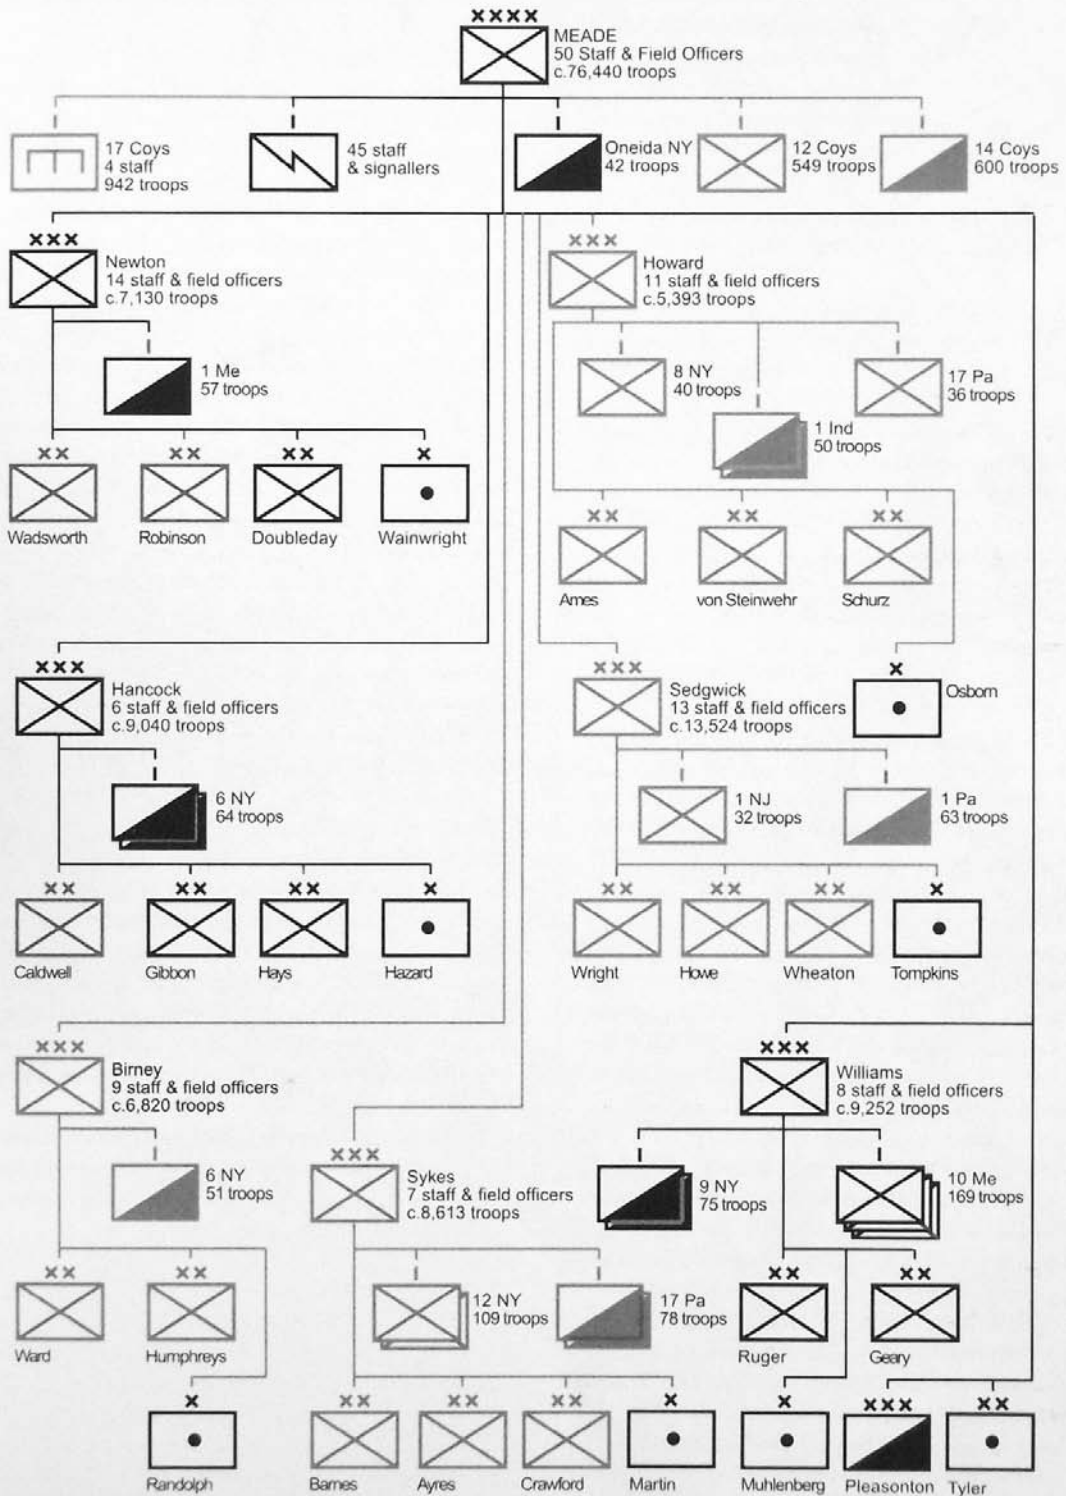 MEADE
50 Staff & Field Officers
c.76,440 troops
17 Coys
4 staff
942 troops
45 staff
& signallers
Oneida NY
42 troops
12 Coys
549 troops
14 Coys
600 troops
Newton
14 staff & field officers
c.7,130 troops
1 Me
57 troops
Wadsworth
Robinson
Doubleday
Wainwright
Howard
11 staff & field officers
c.5,393 troops
8 NY
40 troops
1 Ind
50 troops
17 Pa
36 troops
Ames
von Steinwehr
Schurz
Osborn
Hancock
6 staff & field officers
c.9,040 troops
6 NY
64 troops
Caldwell
Gibbon
Hays
Hazard
Sedgwick
13 staff & field officers
c.13,524 troops
1 NJ
32 troops
1 Pa
63 troops
Wright
Howe
Wheaton
Tompkins
Birney
9 staff & field officers
c.6,820 troops
6 NY
51 troops
Ward
Humphreys
Randolph
Sykes
7 staff & field officers
c.8,613 troops
12 NY
109 troops
17 Pa
78 troops
Barnes
Ayres
Crawford
Martin
Williams
8 staff & field officers
c.9,252 troops
9 NY
75 troops
10 Me
169 troops
Ruger
Geary
Muhlenberg
Pleasonton
Tyler